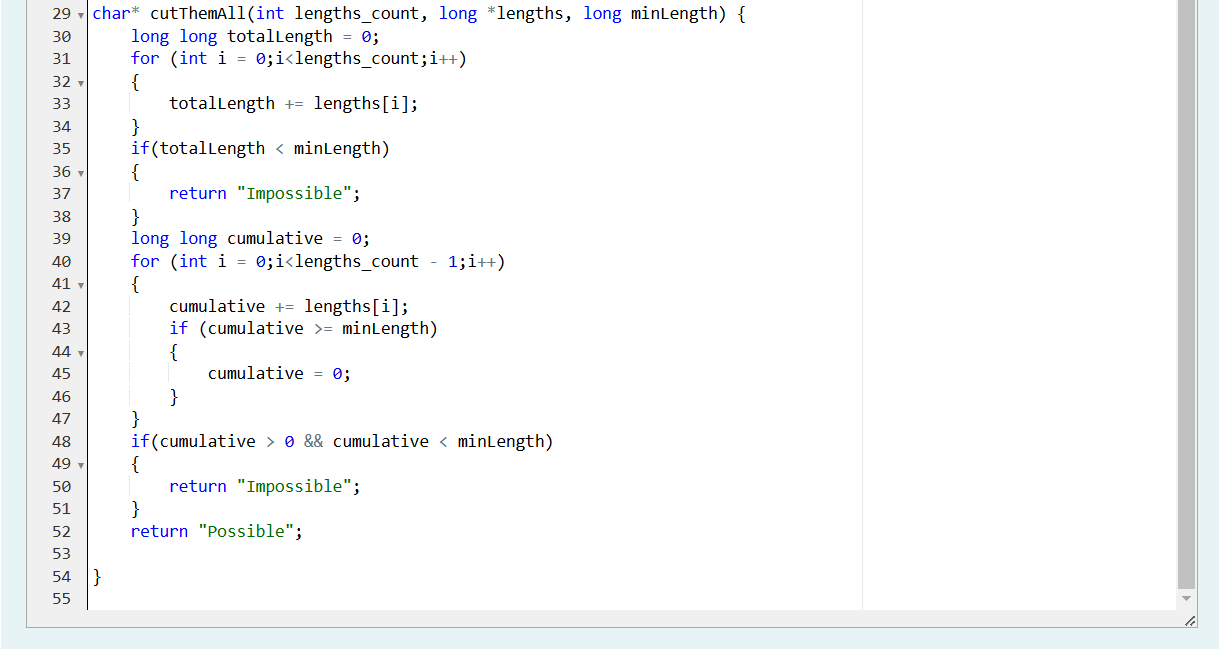 29 char* cutThemAll(int lengths_count, long *lengths, long minLength) {
30     long long totalLength = 0;
31     for (int i = 0;i<lengths_count;i++)
32     {
33         totalLength += lengths[i];
34     }
35     if(totalLength < minLength)
36     {
37         return "Impossible";
38     }
39     long long cumulative = 0;
40     for (int i = 0;i<lengths_count - 1;i++)
41     {
42         cumulative += lengths[i];
43         if (cumulative >= minLength)
44         {
45             cumulative = 0;
46         }
47     }
48     if(cumulative > 0 && cumulative < minLength)
49     {
50         return "Impossible";
51     }
52     return "Possible";
53
54 }
55